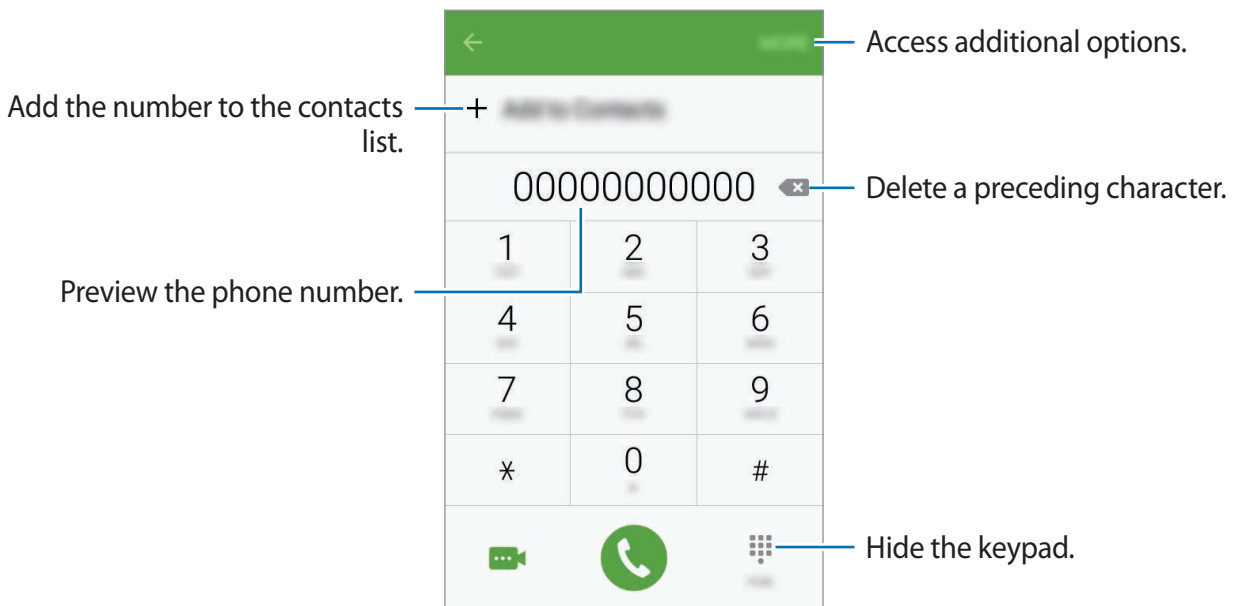 Access additional options.
Add the number to the contacts
list.
00000000000
Delete a preceding character.
1 2 3
Preview the phone number.
4 5 6
7 8 9
* 0 #
Hide the keypad.